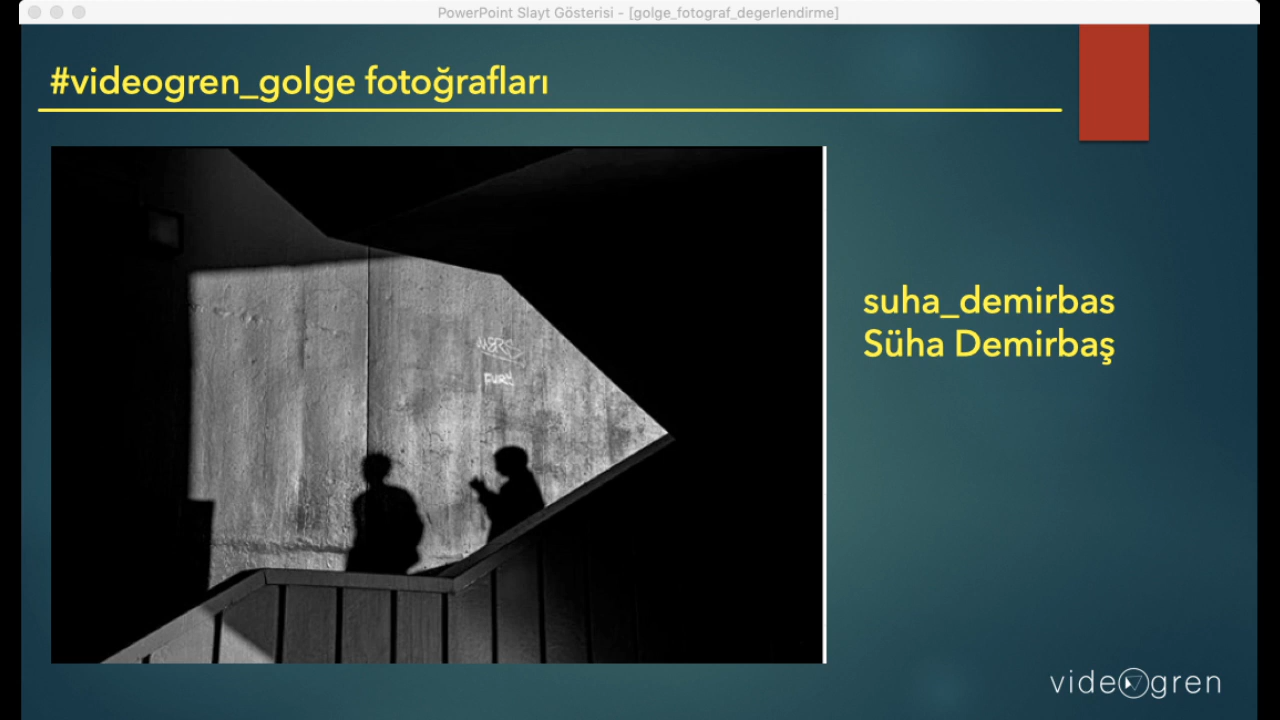 PowerPoint Slayt Gösterisi - [golge_fotograf_degerlendirme]
#videogren_golge fotoğrafları
suha_demirbas
Süha Demirbaş
videogren